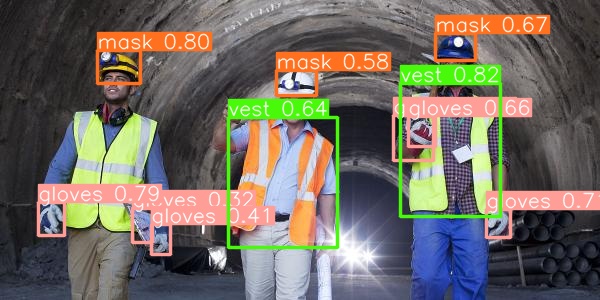 mask 0.67
mask 0.80
mask 0.58
vest 0.82
vest 0.64
gloves 0.66
gloves 0.79
gloves 0.32
gloves 0.41
gloves 0.71